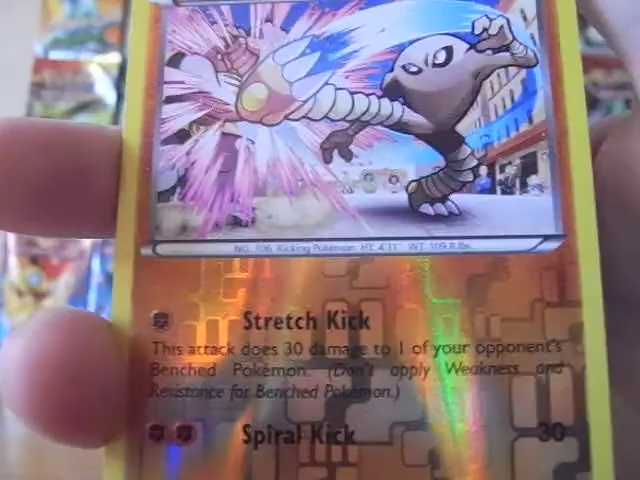 NO. 106 Kicking Pokémon HT: 4'11" WT: 109.8 lbs.
Stretch Kick
This attack does 30 damage to 1 of your opponent's
Benched Pokémon. (Don't apply Weakness and
Resistance for Benched Pokémon.)
Spiral Kick 30